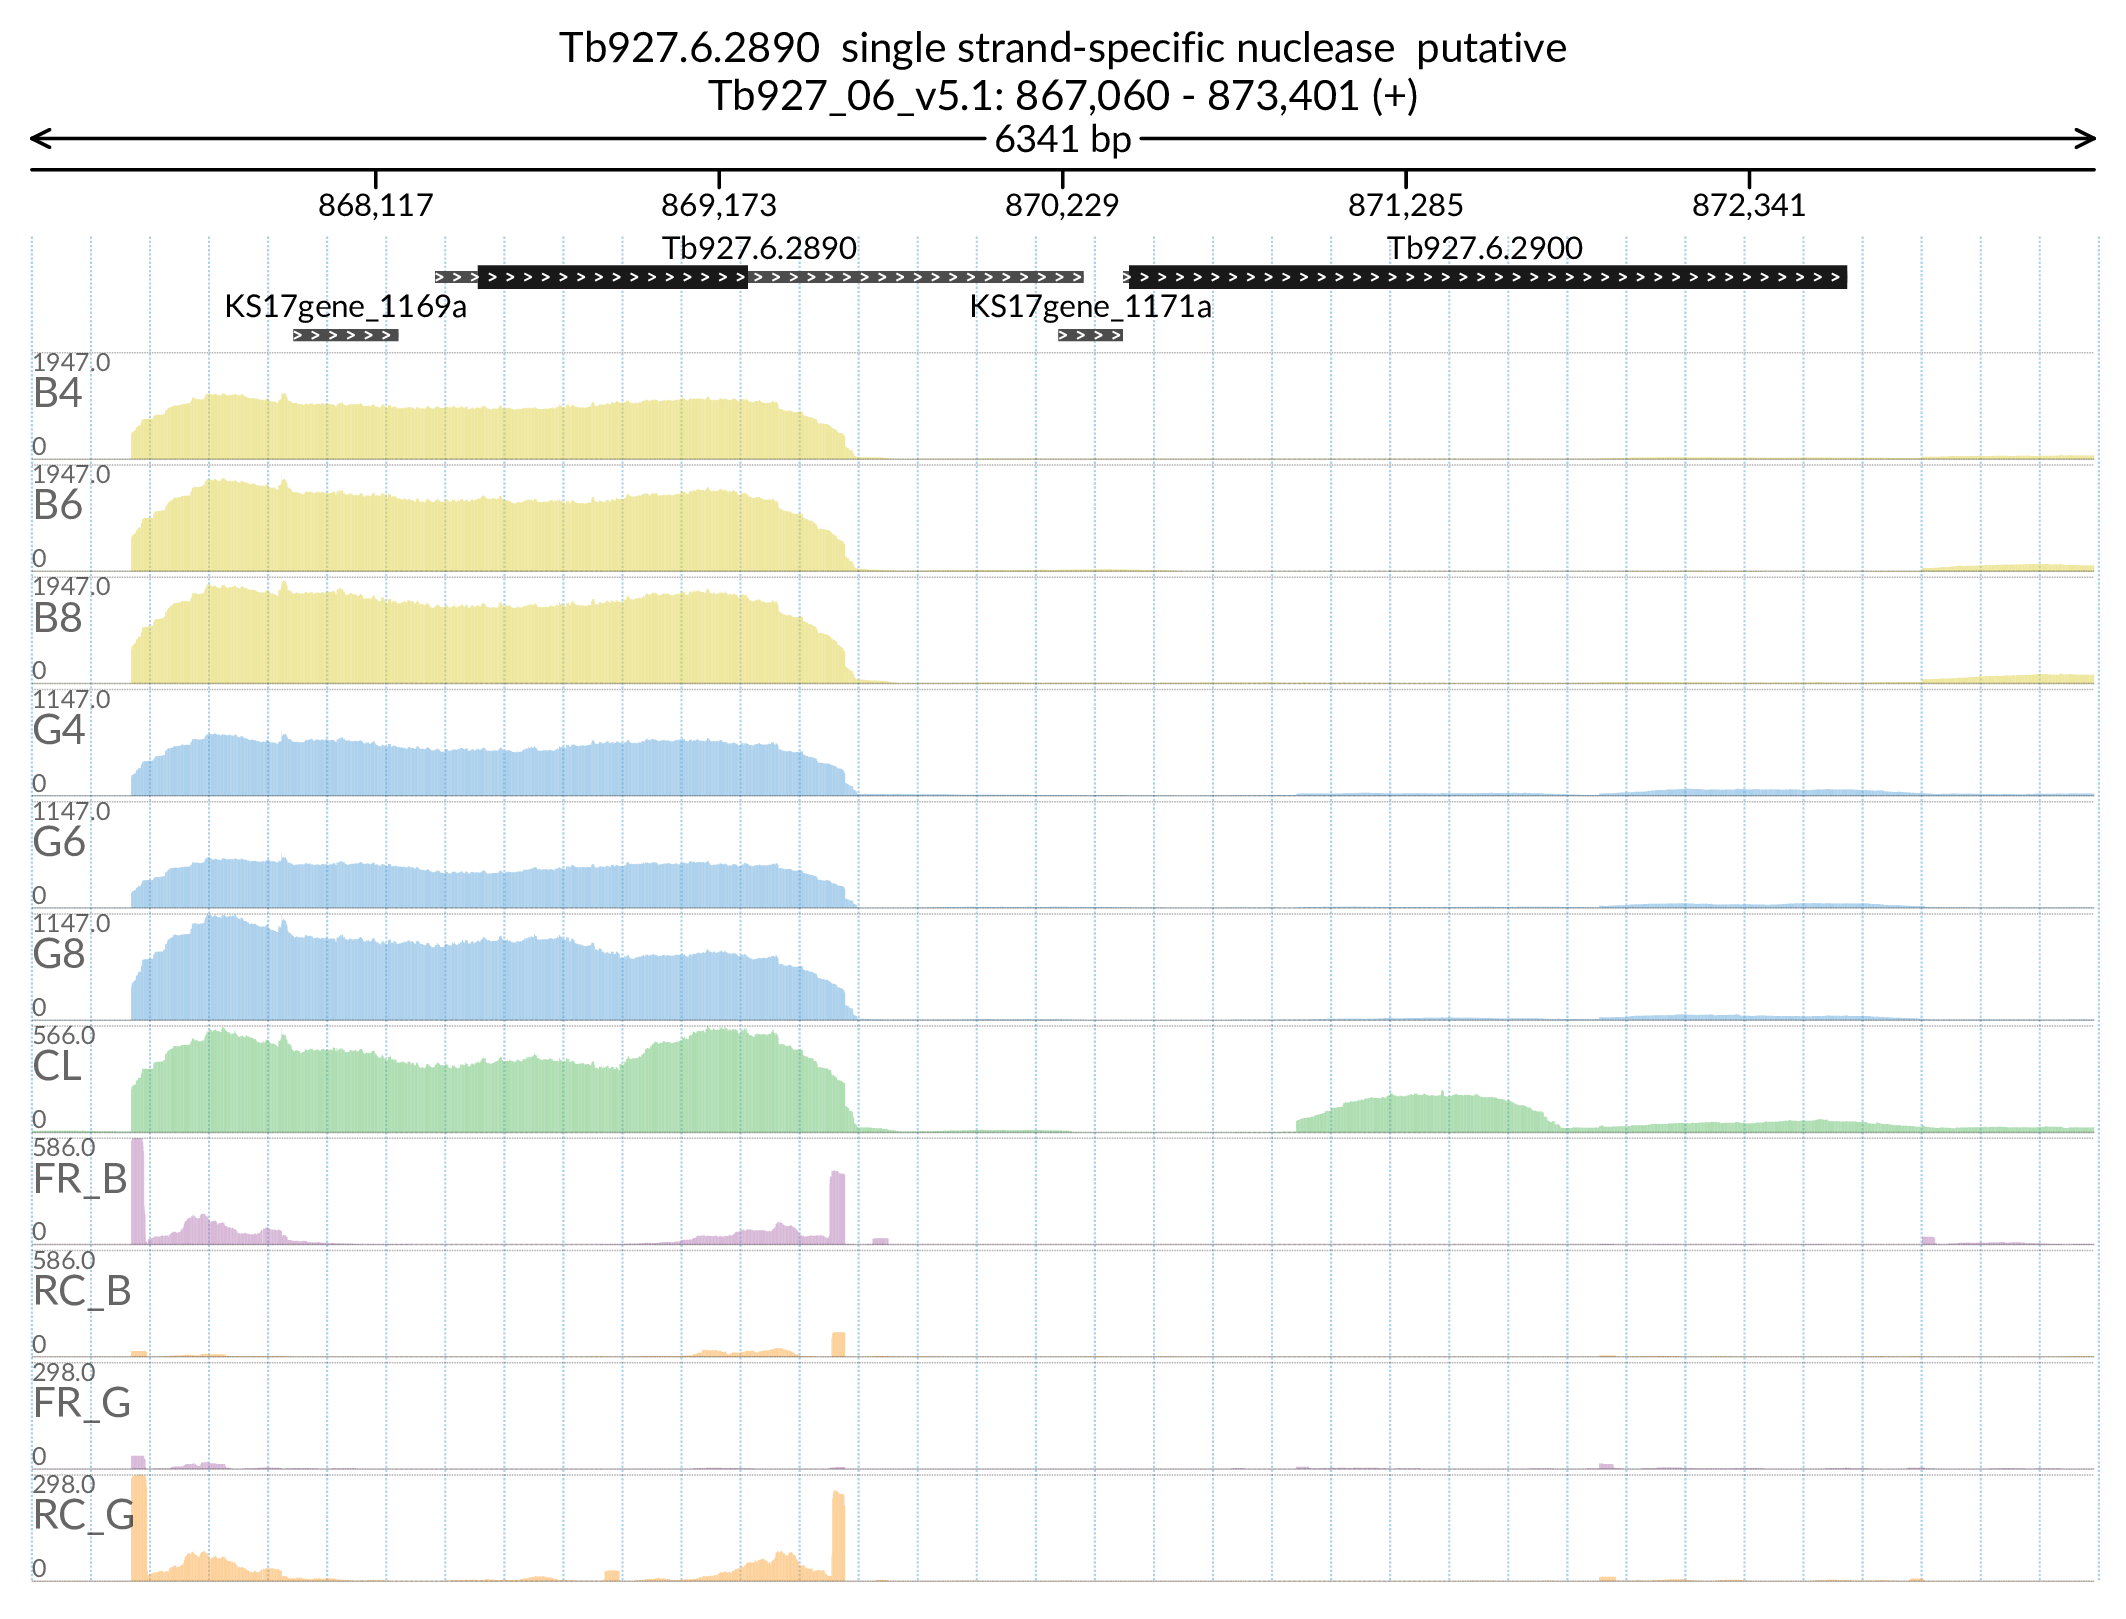 Tb927.6.2890  single strand-specific nuclease  putative
Tb927_06_v5.1: 867,060 - 873,401 (+)
6341 bp
868,117 869,173 870,229 871,285 872,341
Tb927.6.2890 Tb927.6.2900
KS17gene_1169a KS17gene_1171a
1947.0
B4
0
1947.0
B6
0
1947.0
B8
0
1147.0
G4
0
1147.0
G6
0
1147.0
G8
0
566.0
CL
0
586.0
FR_B
0
586.0
RC_B
0
298.0
FR_G
0
298.0
RC_G
0